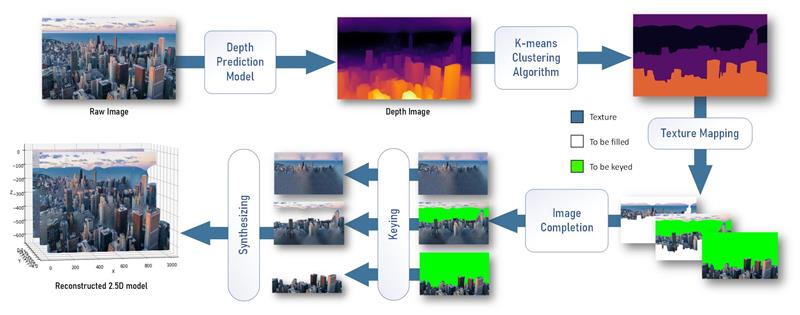 Depth
Prediction
Model
K-means
Clustering
Algorithm
Raw Image
Depth Image
Texture
To be filled
To be keyed
Texture Mapping
Image
Completion
Keying
Synthesizing
0
-100
-200
-300
Z
-400
-500
-600
0
200
400
600
800
1000
X
Reconstructed 2.5D model